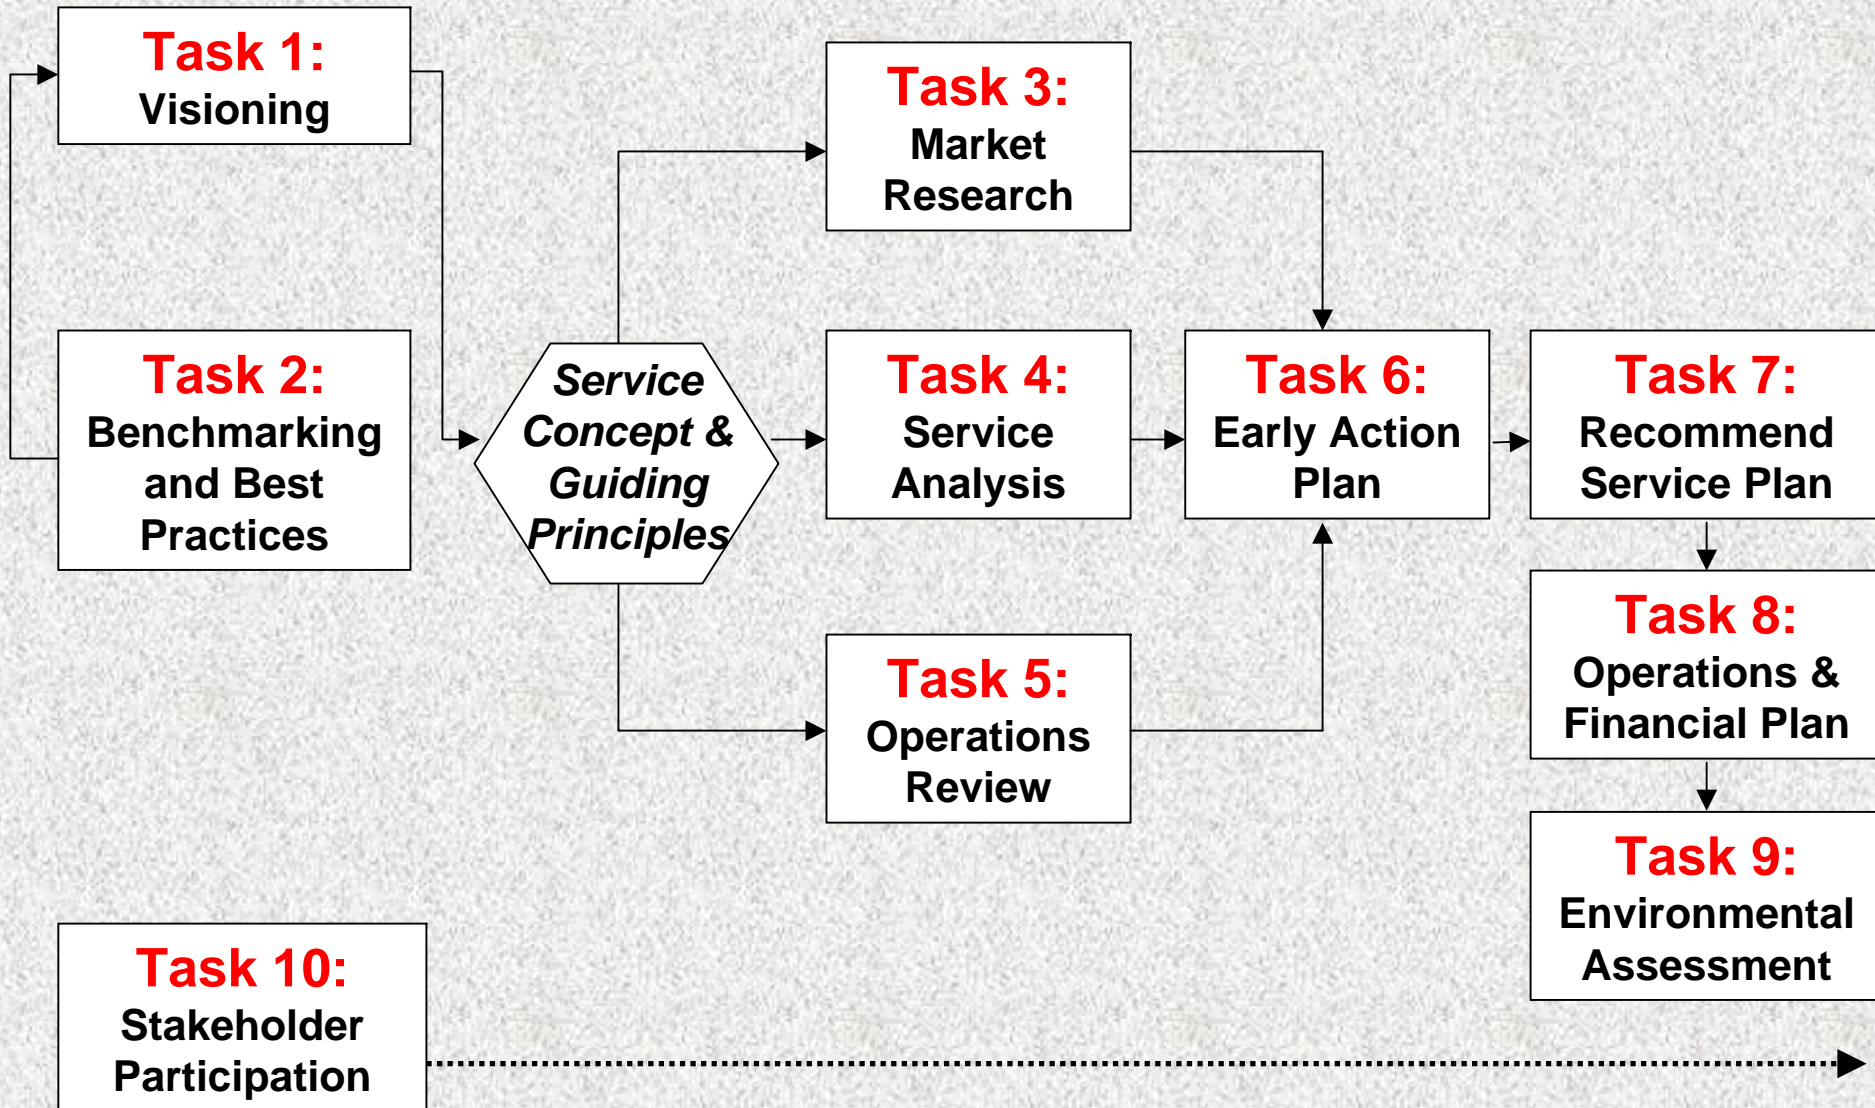 Task 1:
Visioning
Task 2:
Benchmarking
and Best
Practices
Service
Concept &
Guiding
Principles
Task 3:
Market
Research
Task 4:
Service
Analysis
Task 5:
Operations
Review
Task 6:
Early Action
Plan
Task 7:
Recommend
Service Plan
Task 8:
Operations &
Financial Plan
Task 9:
Environmental
Assessment
Task 10:
Stakeholder
Participation